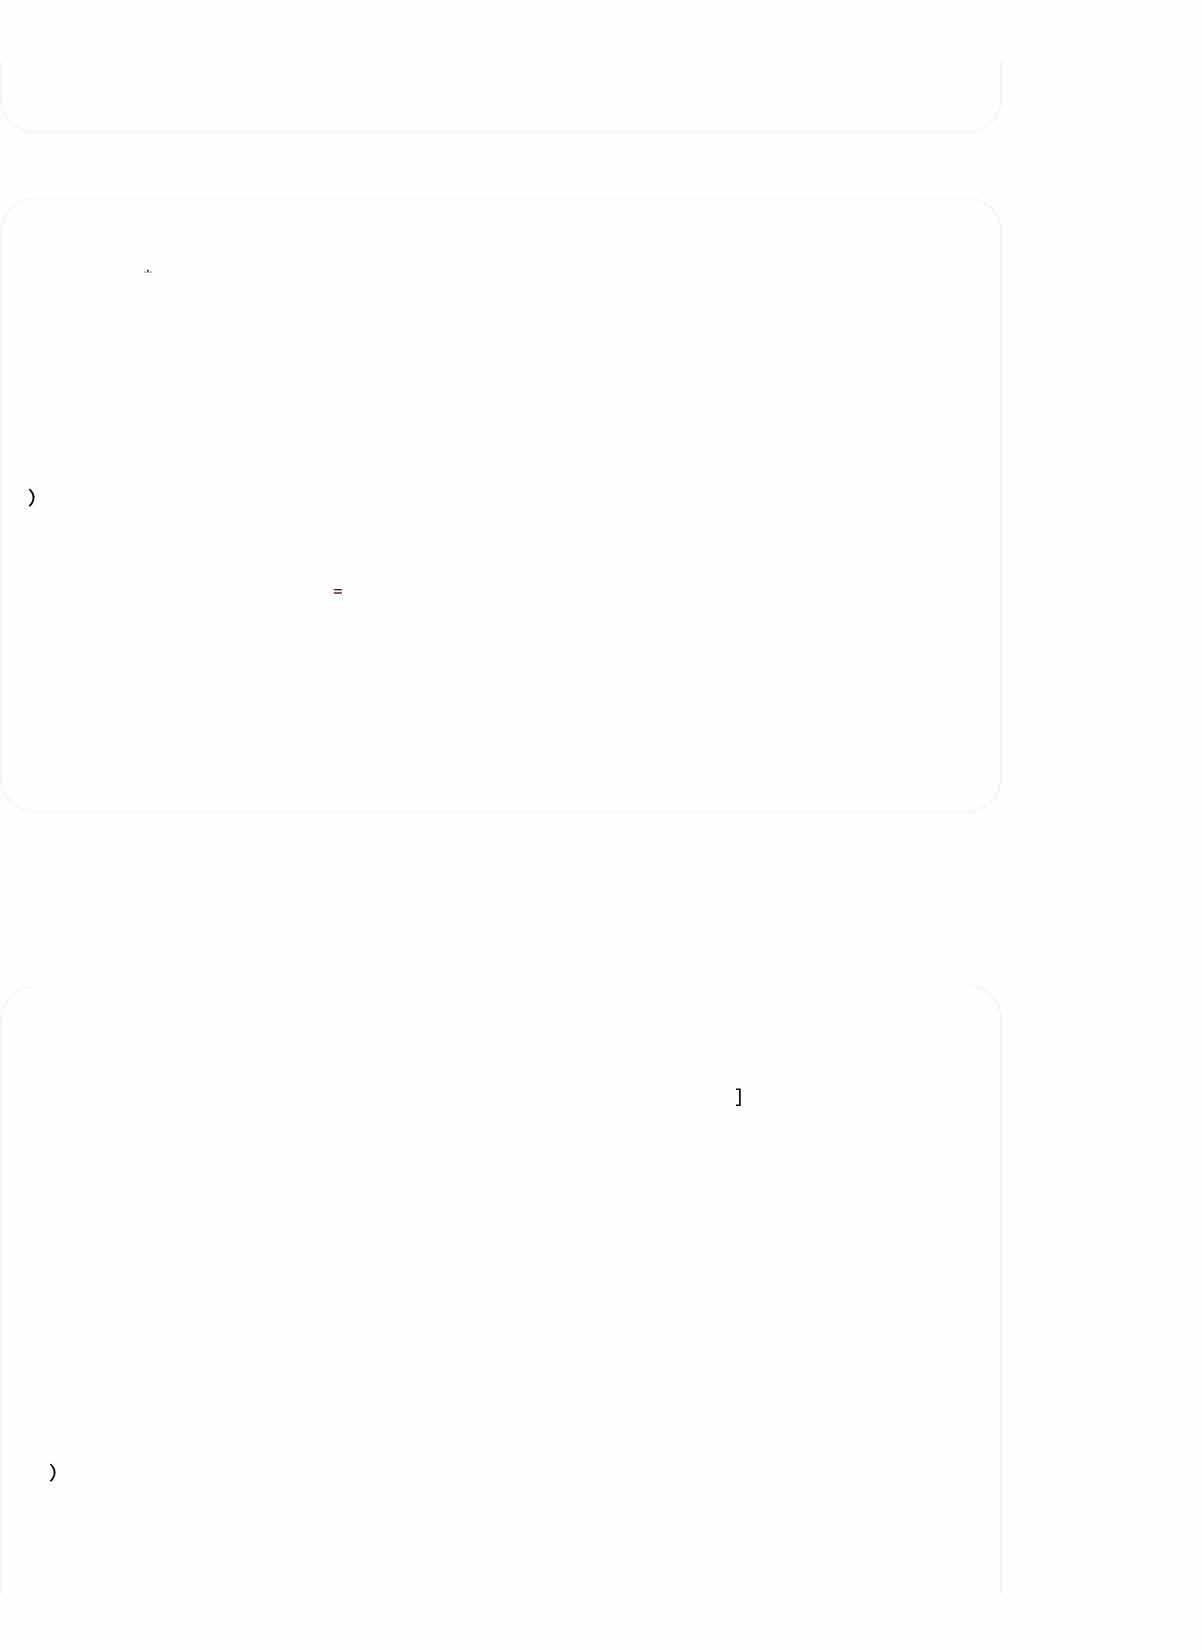 )
=
]
)